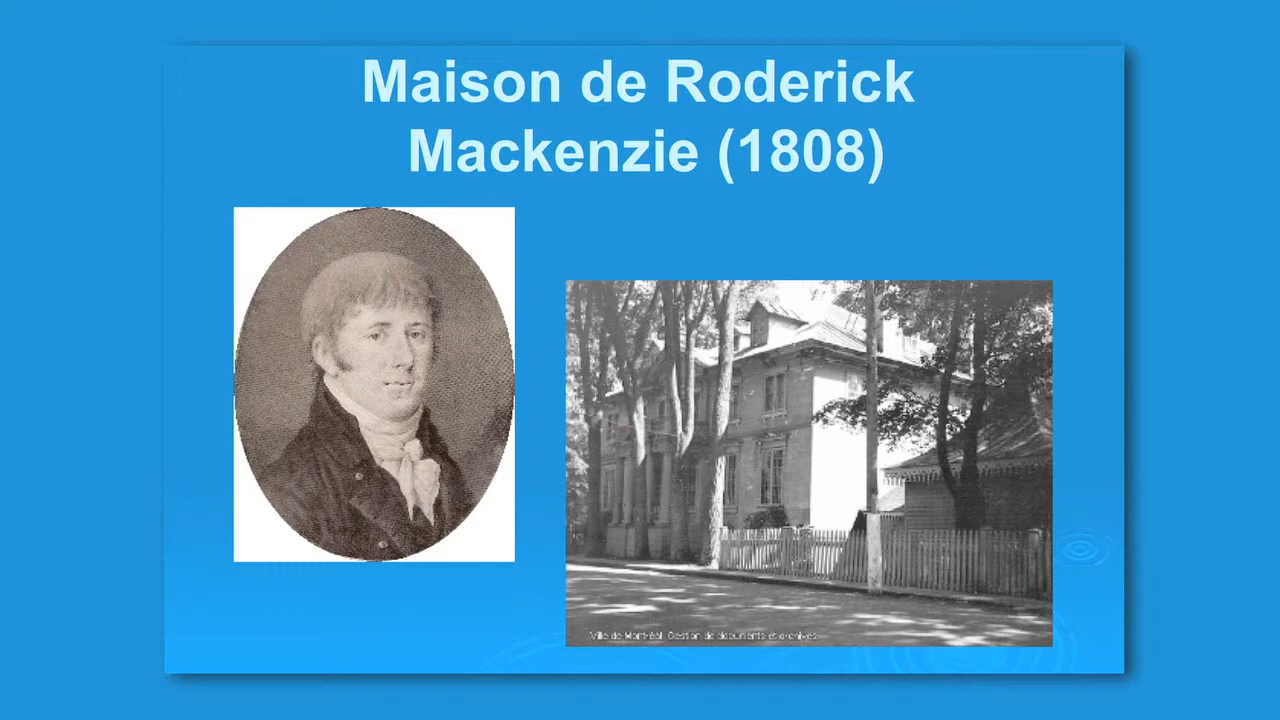 Maison de Roderick
Mackenzie (1808)
Ville de Montréal. Gestion de documents et archives